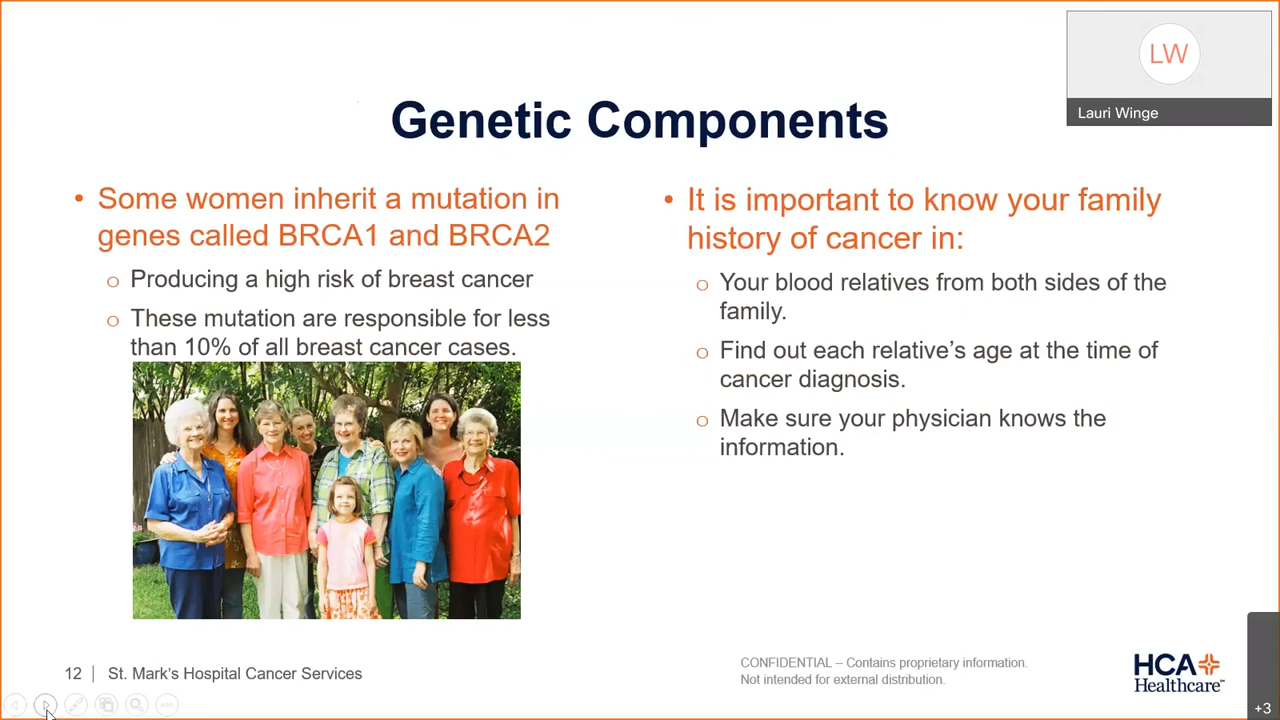 LW
Lauri Winge
Genetic Components
• Some women inherit a mutation in
genes called BRCA1 and BRCA2
o Producing a high risk of breast cancer
o These mutation are responsible for less
than 10% of all breast cancer cases.
• It is important to know your family
history of cancer in:
o Your blood relatives from both sides of the
family.
o Find out each relative's age at the time of
cancer diagnosis.
o Make sure your physician knows the
information.
12 | St. Mark's Hospital Cancer Services
CONFIDENTIAL – Contains proprietary information.
Not intended for external distribution.
HCA
Healthcare™
+3